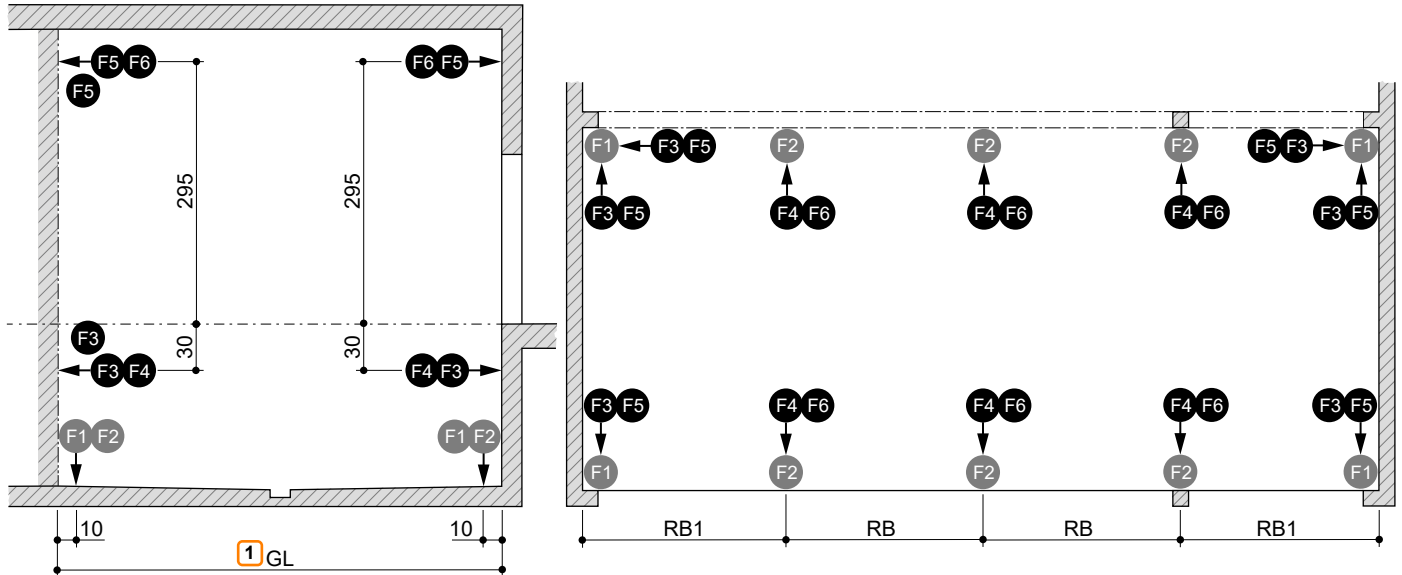 F5 F6
F6 F5
F5
295
295
F3
30
30
F3 F4
F4 F3
F1 F2
F1 F2
10
10
1 GL
F1 F3 F5 F2 F2 F2 F5 F3 F1
F3 F5 F4 F6 F4 F6 F4 F6 F3 F5
F3 F5 F4 F6 F4 F6 F4 F6 F3 F5
F1 F2 F2 F2 F1
RB1 RB RB RB1